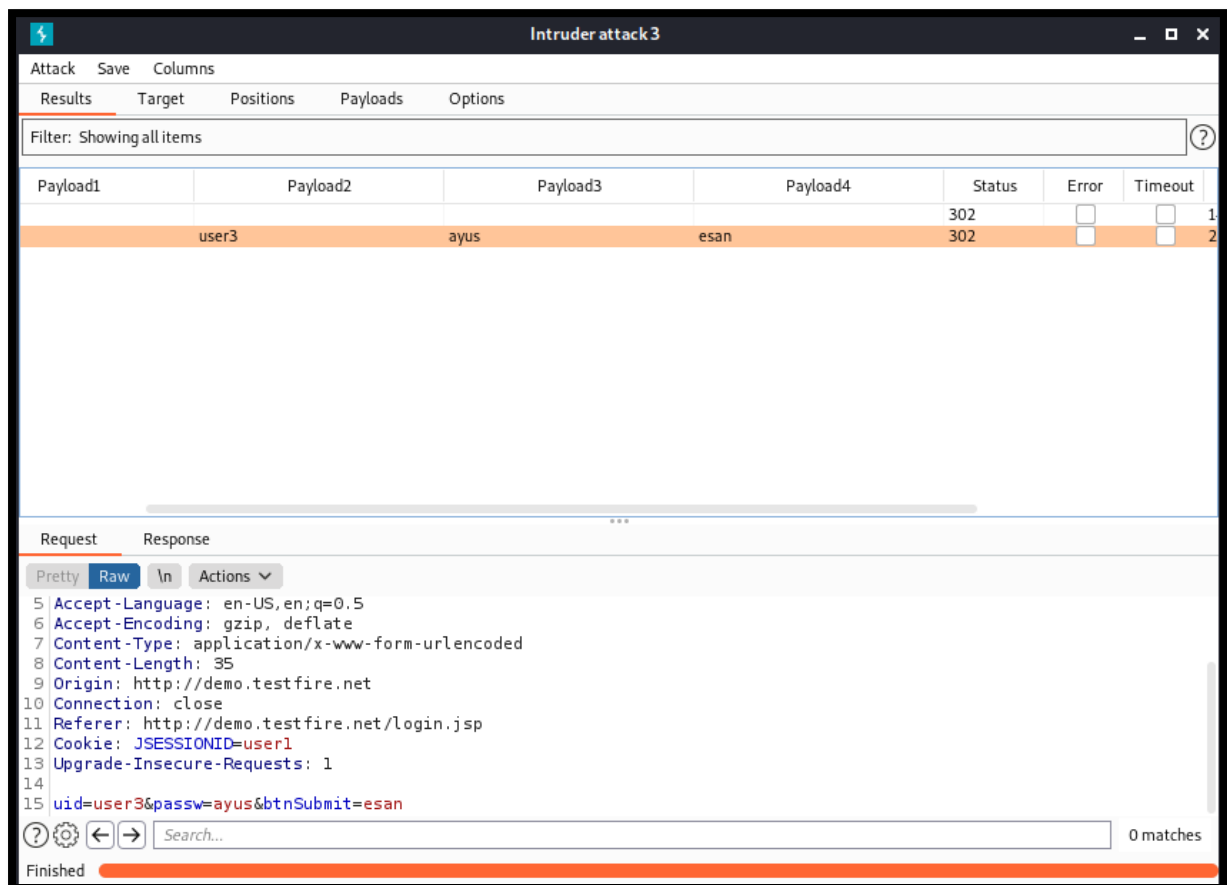 Intruder attack 3
Attack Save Columns
Results Target Positions Payloads Options
Filter: Showing all items
?
Payload1 Payload2 Payload3 Payload4 Status Error Timeout
302
user3 ayus esan 302 2
Request Response
Pretty Raw \n Actions
5 Accept-Language: en-US,en;q=0.5
6 Accept-Encoding: gzip, deflate
7 Content-Type: application/x-www-form-urlencoded
8 Content-Length: 35
9 Origin: http://demo.testfire.net
10 Connection: close
11 Referer: http://demo.testfire.net/login.jsp
12 Cookie: JSESSIONID=user1
13 Upgrade-Insecure-Requests: 1
14
15 uid=user3&passw=ayus&btnSubmit=esan
? Search... 0 matches
Finished